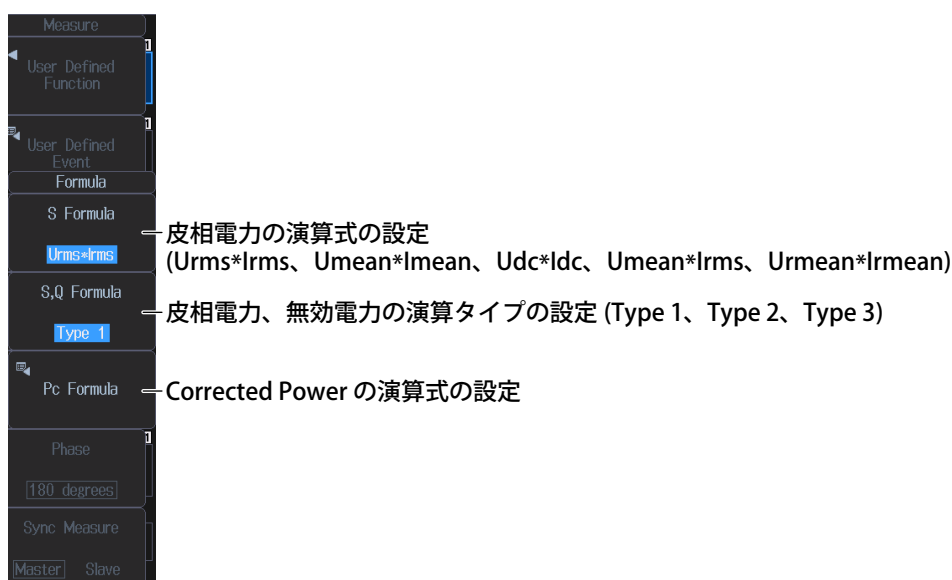 Measure
User Defined
Function
User Defined
Event
Formula
S Formula
Urms*Irms
皮相電力の演算式の設定
(Urms*Irms、Umean*Imean、Udc*Idc、Umean*Irms、Urmean*Irmean)
S,Q Formula
Type 1
皮相電力、無効電力の演算タイプの設定 (Type 1、Type 2、Type 3)
Pc Formula
Corrected Power の演算式の設定
Phase
180 degrees
Sync Measure
Master Slave